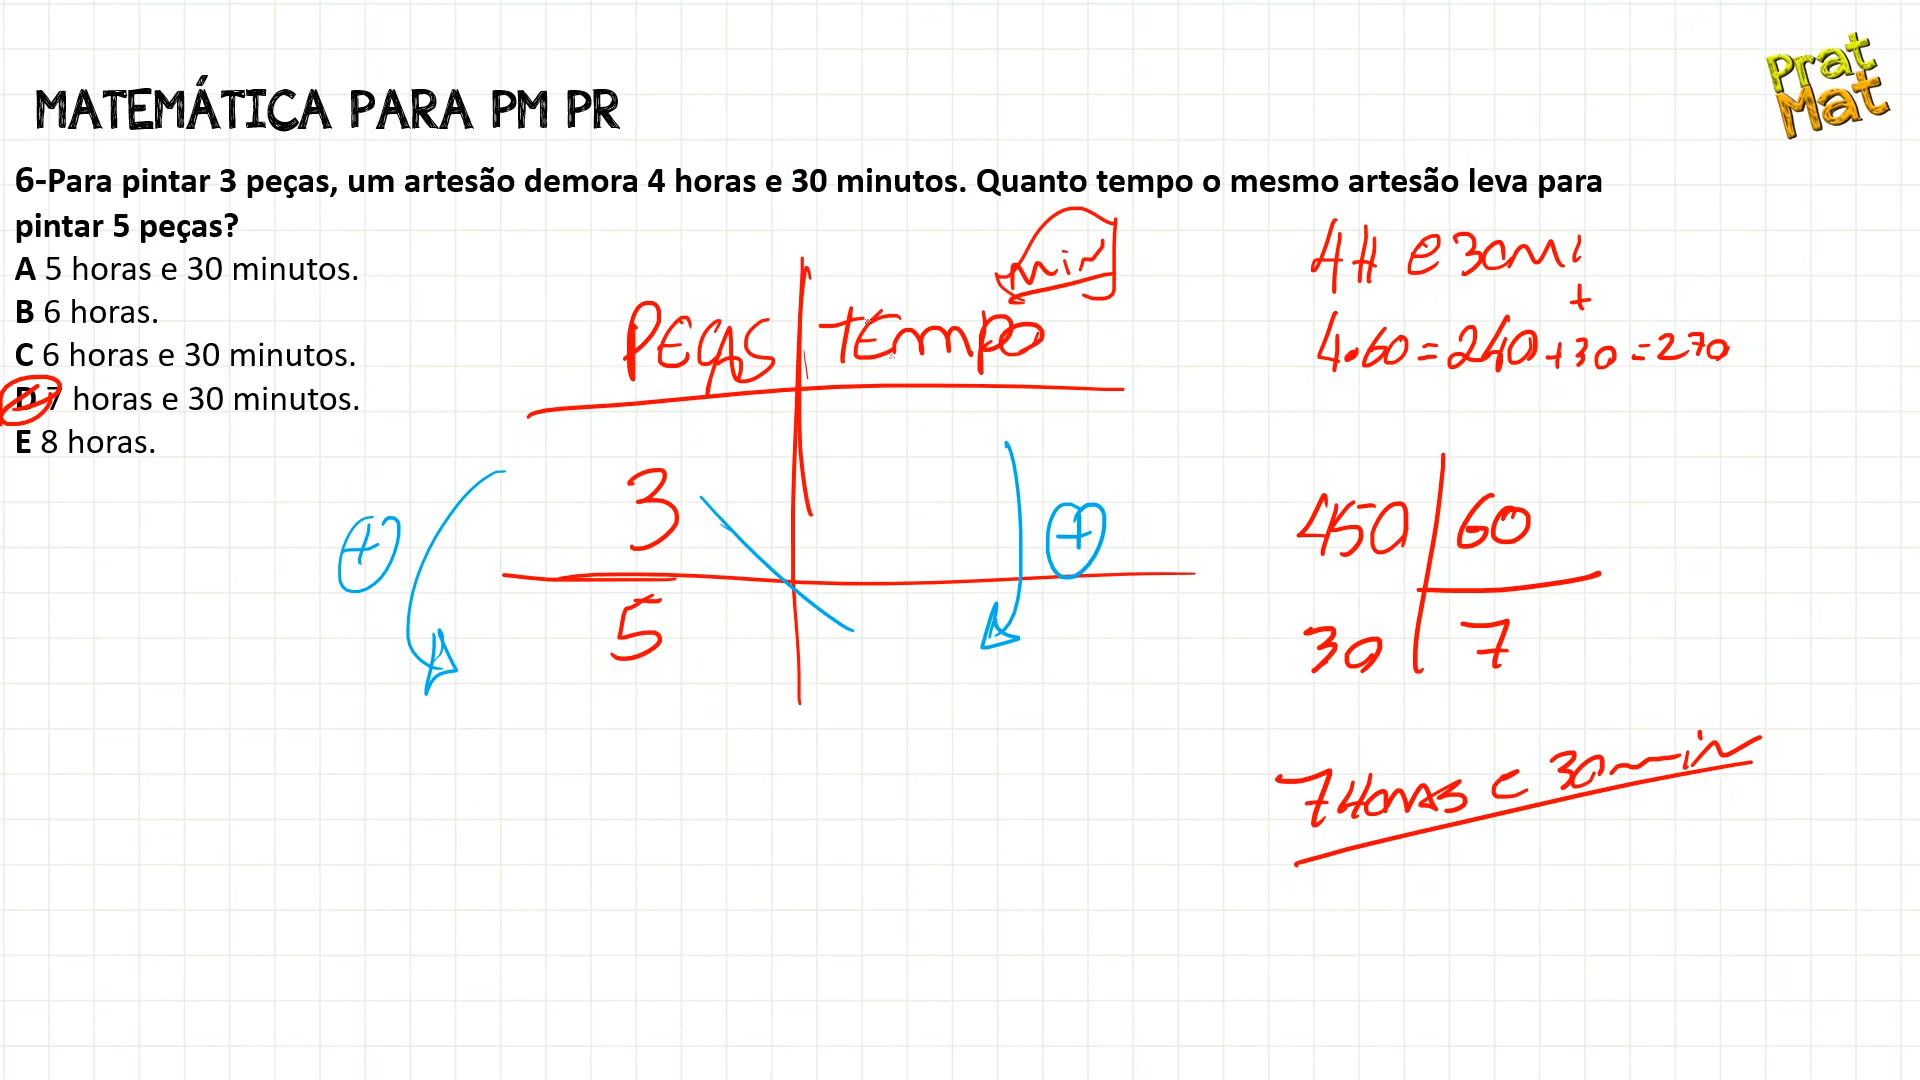 Prat
Mat
MATEMÁTICA PARA PM PR
6-Para pintar 3 peças, um artesão demora 4 horas e 30 minutos. Quanto tempo o mesmo artesão leva para
pintar 5 peças?
A 5 horas e 30 minutos.
B 6 horas.
C 6 horas e 30 minutos.
D 7 horas e 30 minutos.
E 8 horas.
min
PEÇAS TEMPO
3
5
+
+
4H e 30mi
+
4.60=240+30=270
450 60
30 7
7 Horas e 30min